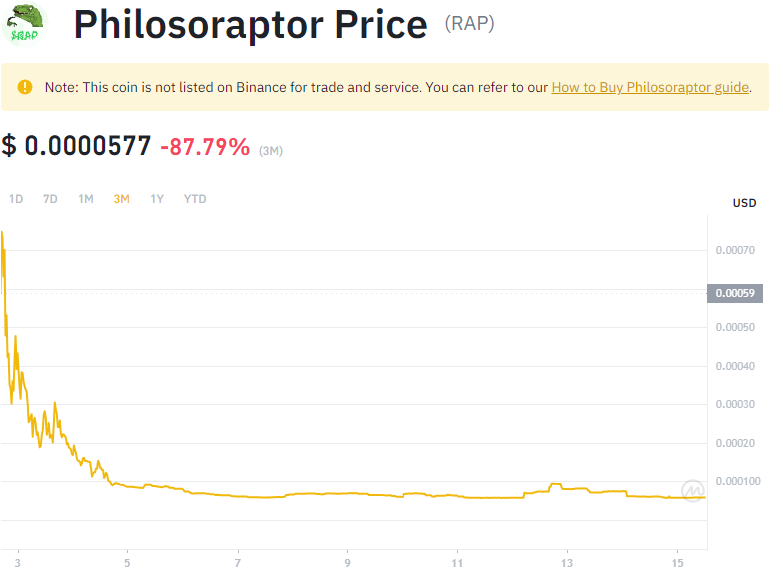 $RAP
Philosoraptor Price (RAP)
Note: This coin is not listed on Binance for trade and service. You can refer to our How to Buy Philosoraptor guide.
$ 0.0000577 -87.79% (3M)
1D 7D 1M 3M 1Y YTD
USD
0.00070
0.00059
0.00050
0.00040
0.00030
0.00020
0.000100
3 5 7 9 11 13 15